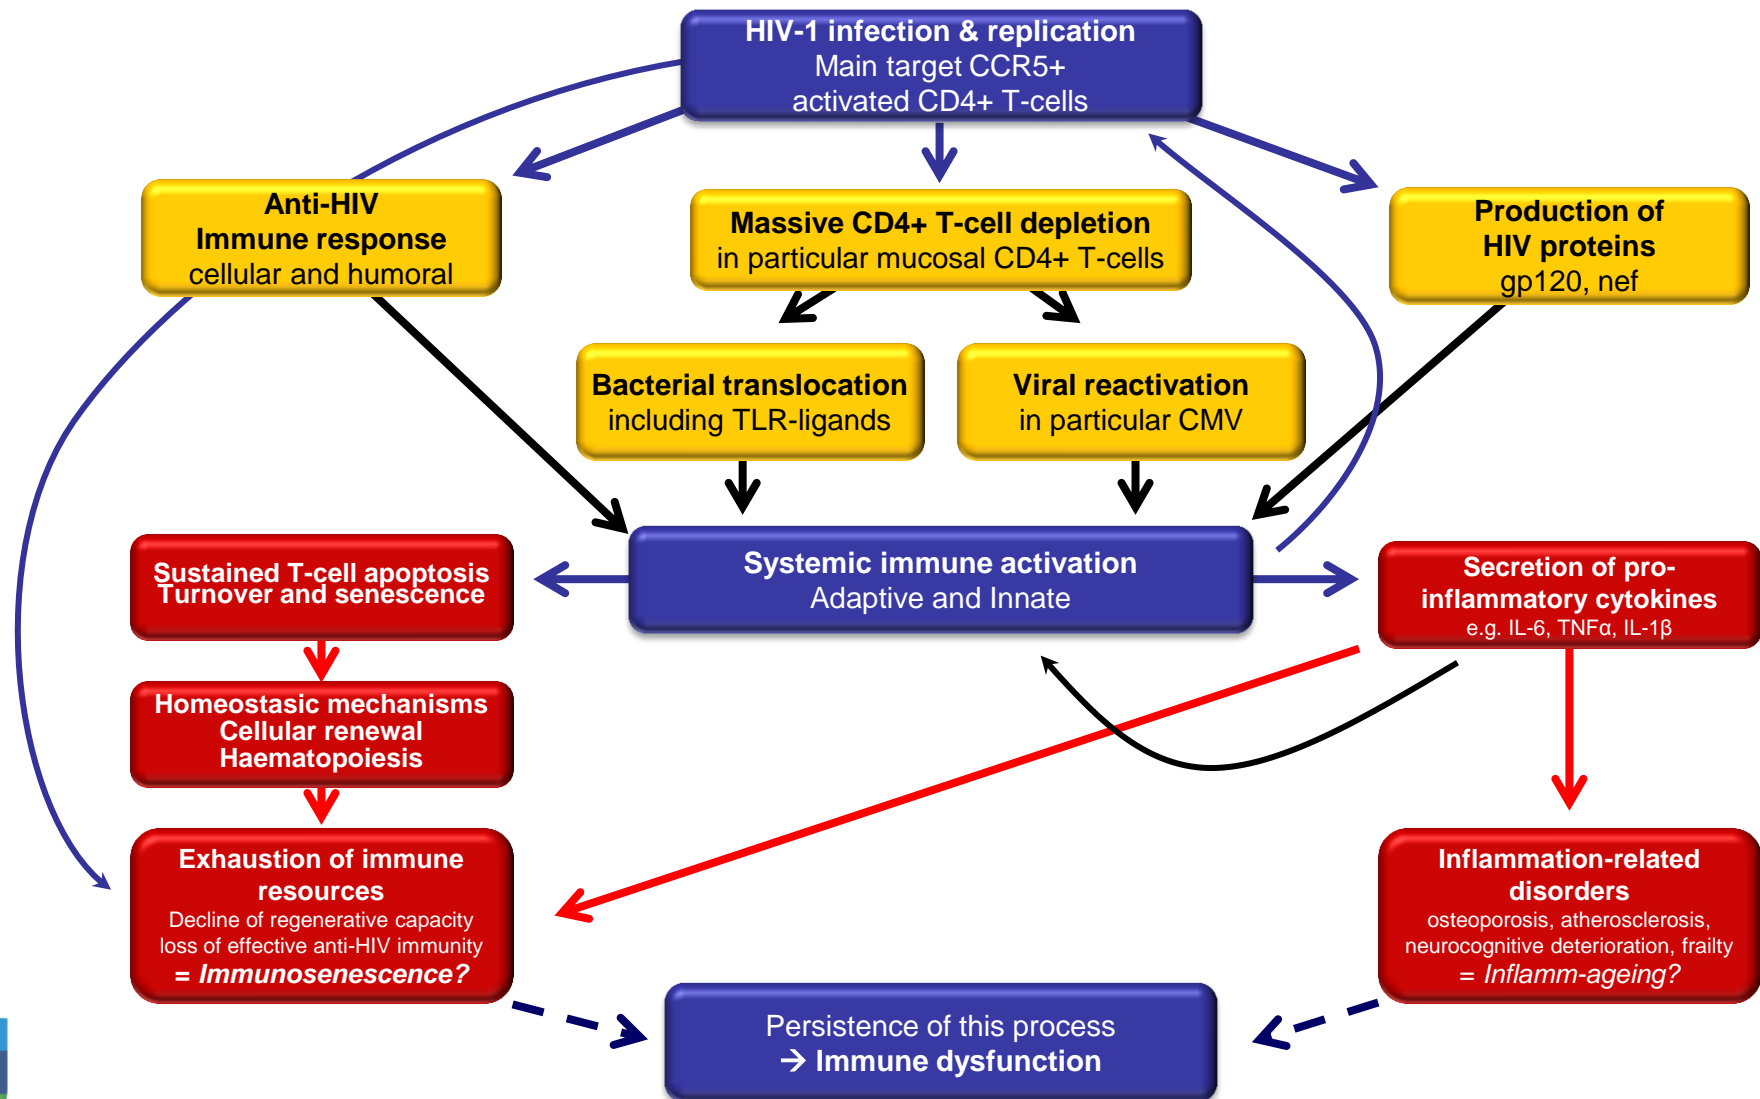 HIV-1 infection & replication
Main target CCR5+
activated CD4+ T-cells
Anti-HIV
Immune response
cellular and humoral
Massive CD4+ T-cell depletion
in particular mucosal CD4+ T-cells
Production of
HIV proteins
gp120, nef
Bacterial translocation
including TLR-ligands
Viral reactivation
in particular CMV
Sustained T-cell apoptosis
Turnover and senescence
Systemic immune activation
Adaptive and Innate
Secretion of pro-
inflammatory cytokines
e.g. IL-6, TNFα, IL-1β
Homeostasic mechanisms
Cellular renewal
Haematopoiesis
Exhaustion of immune
resources
Decline of regenerative capacity
loss of effective anti-HIV immunity
= Immunosenescence?
Inflammation-related
disorders
osteoporosis, atherosclerosis,
neurocognitive deterioration, frailty
= Inflamm-ageing?
Persistence of this process
→ Immune dysfunction